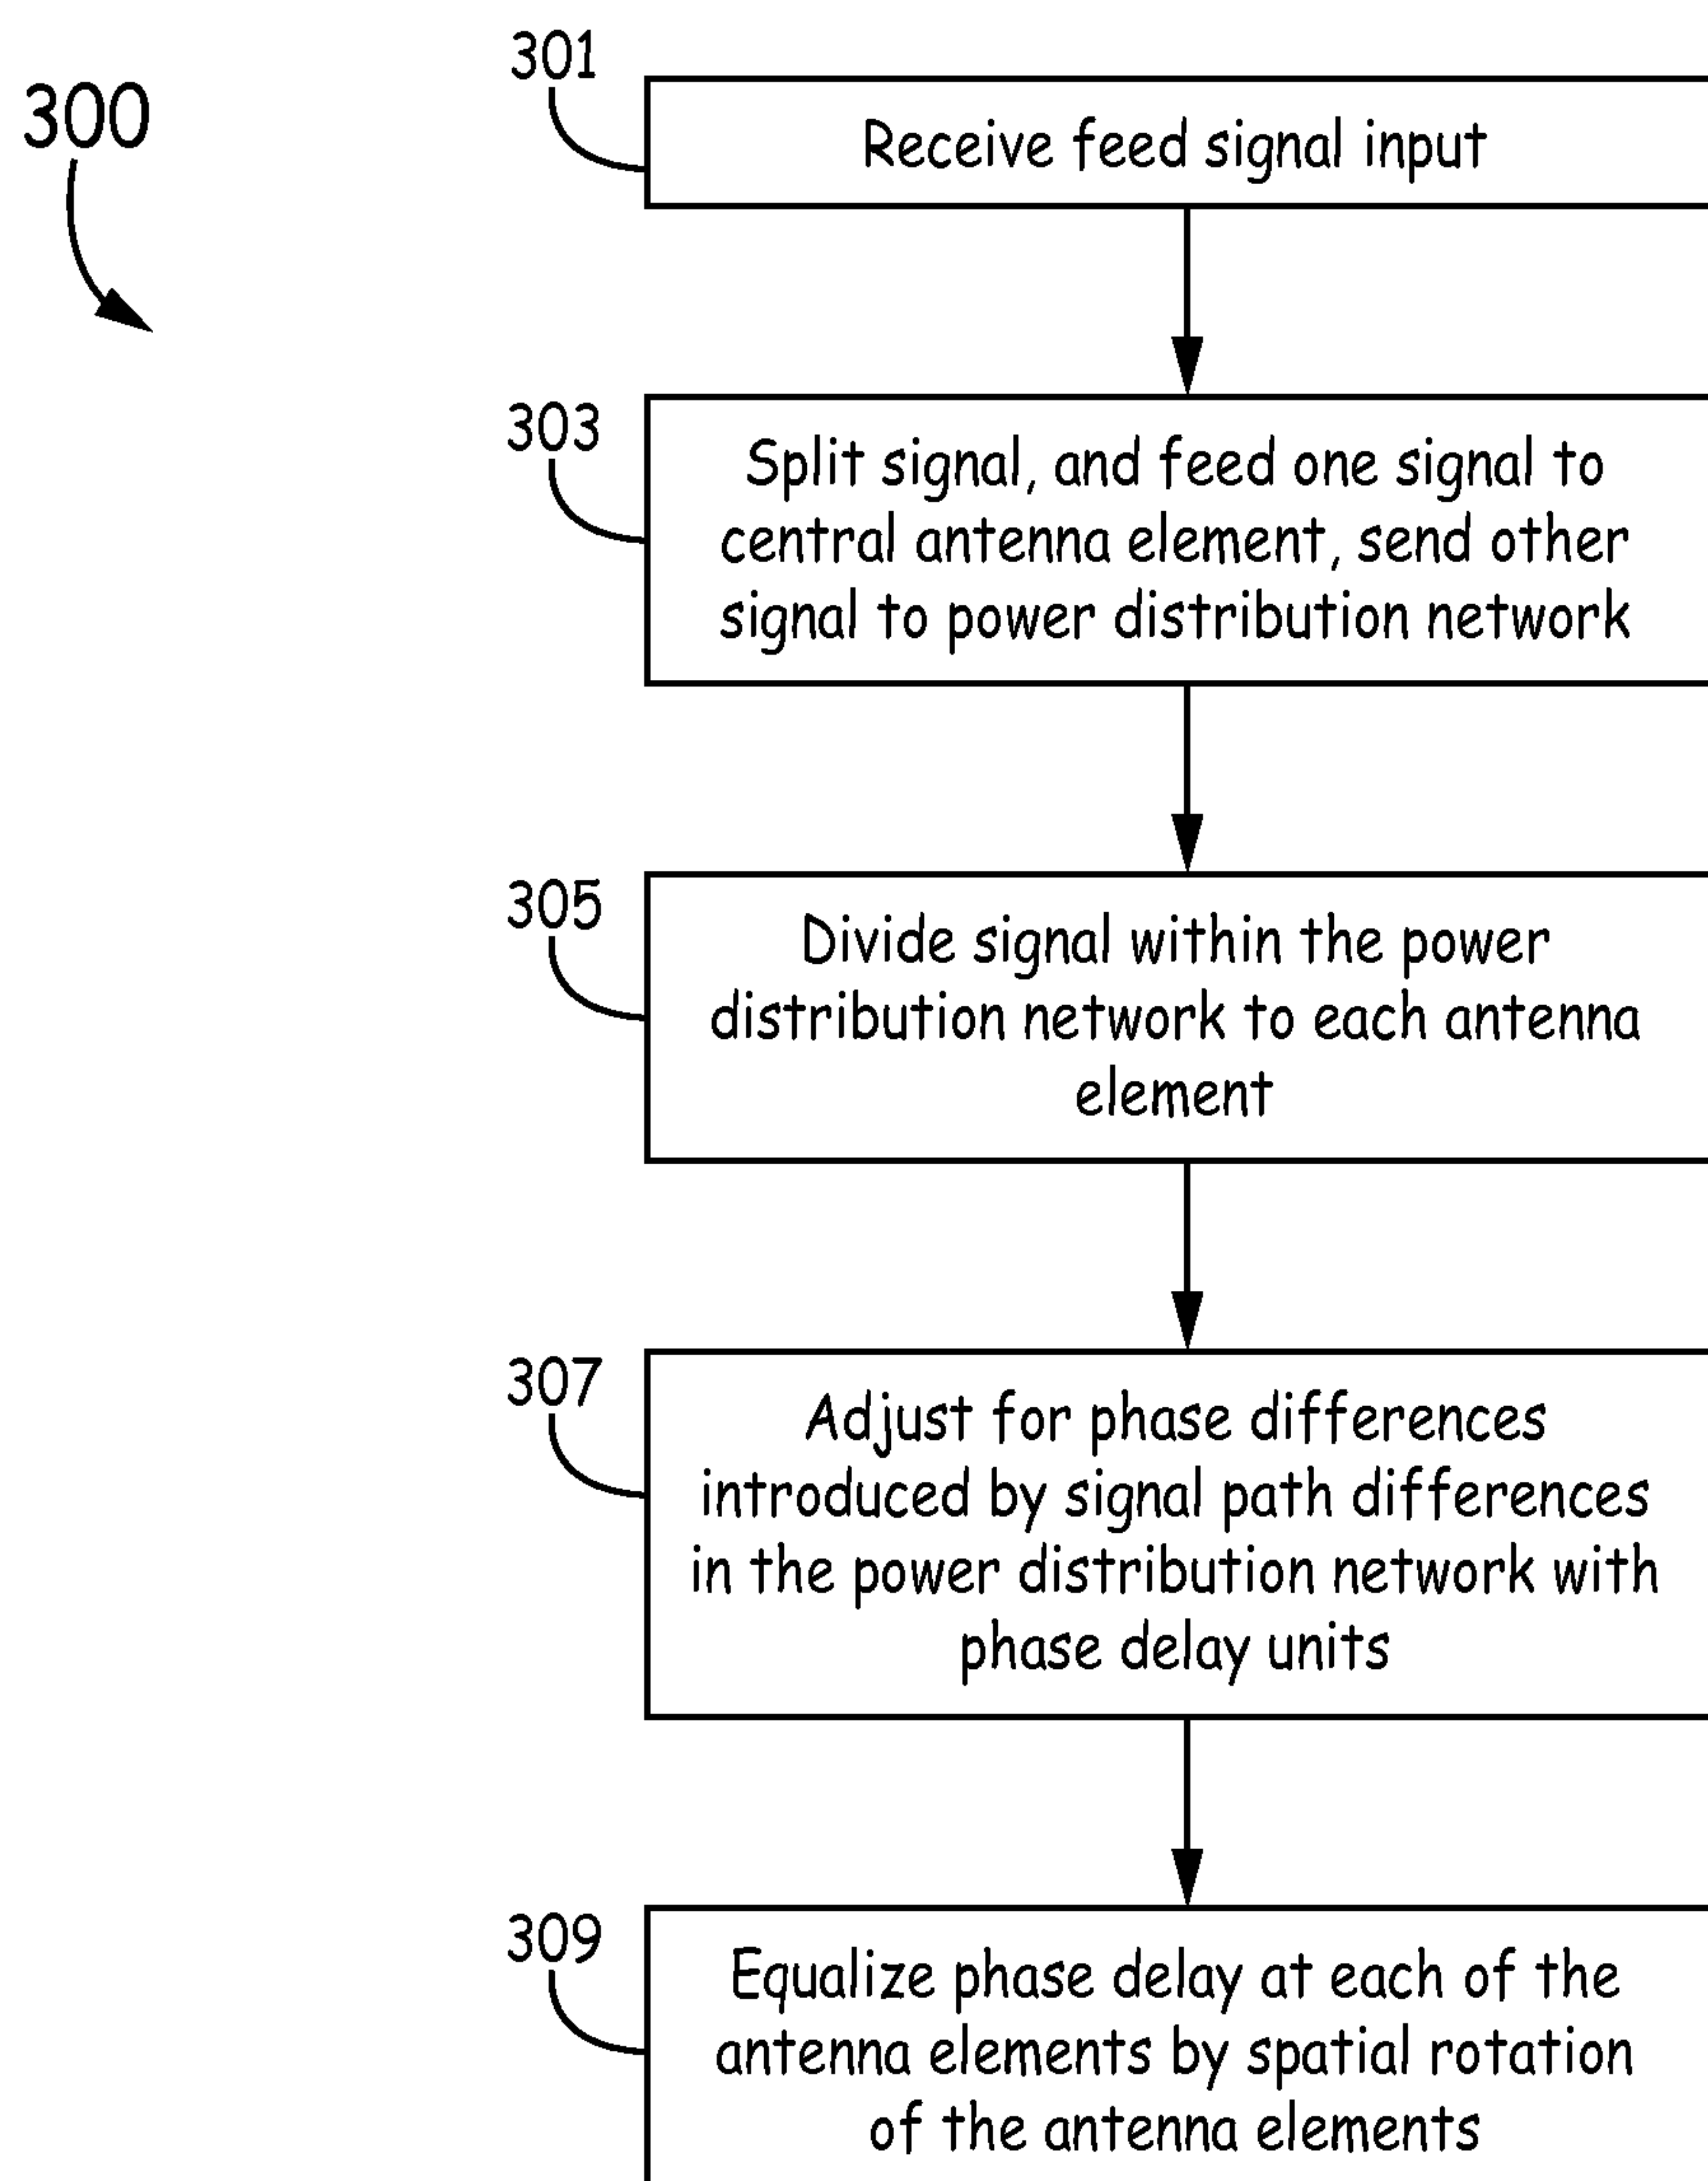 300
301
Receive feed signal input
303
Split signal, and feed one signal to
central antenna element, send other
signal to power distribution network
305
Divide signal within the power
distribution network to each antenna
element
307
Adjust for phase differences
introduced by signal path differences
in the power distribution network with
phase delay units
309
Equalize phase delay at each of the
antenna elements by spatial rotation
of the antenna elements